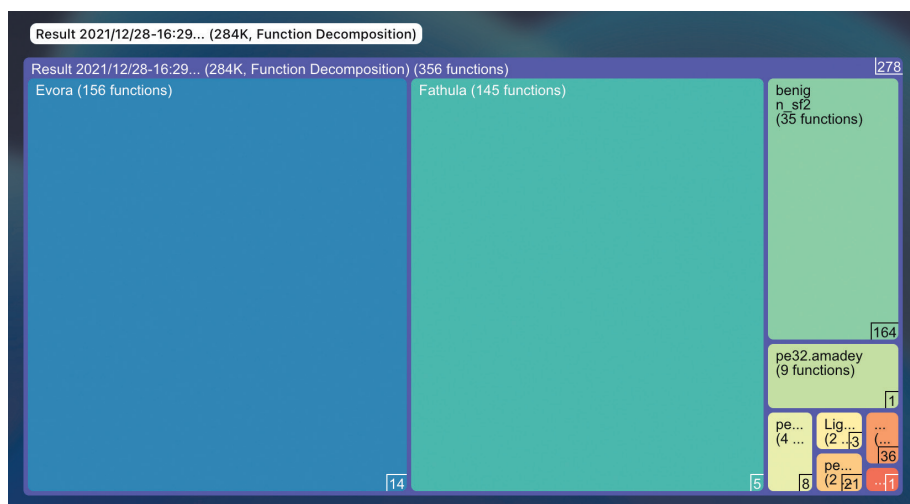 Result 2021/12/28-16:29... (284K, Function Decomposition)
Result 2021/12/28-16:29... (284K, Function Decomposition) (356 functions)
278
Evora (156 functions)
14
Fathula (145 functions)
5
benig
n_sf2
(35 functions)
164
pe32.amadey
(9 functions)
1
pe...
(4 ...
8
Lig...
(2 ...
3
...
(...
36
pe...
(2 ...
21
...
1